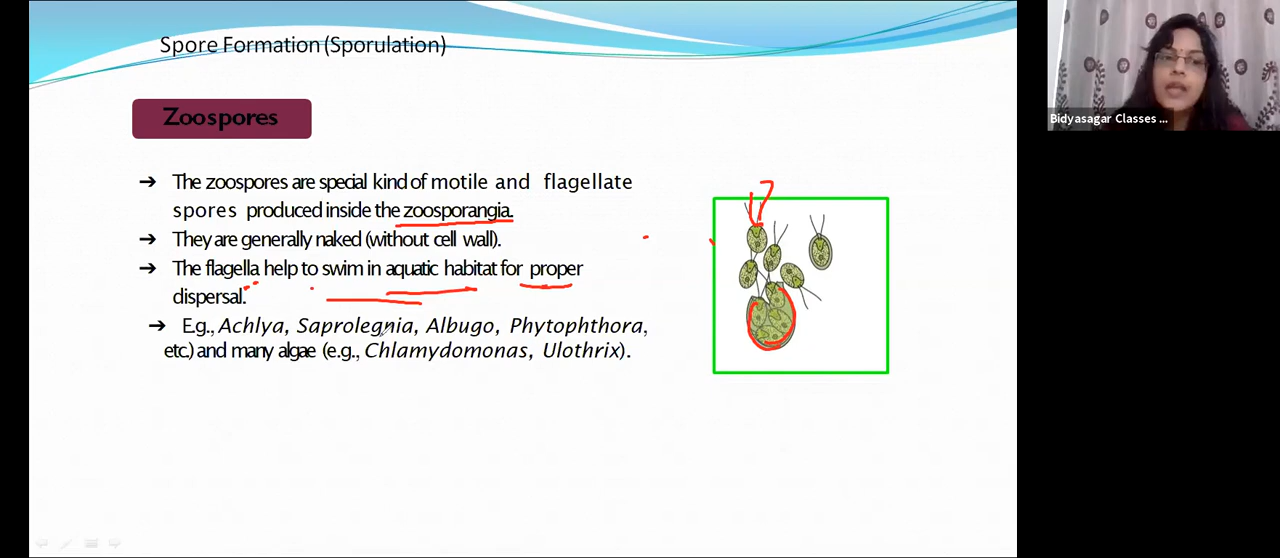 Spore Formation (Sporulation)
Zoospores
➔ The zoospores are special kind of motile and flagellate
spores produced inside the zoosporangia.
➔ They are generally naked (without cell wall).
➔ The flagella help to swim in aquatic habitat for proper
dispersal.
➔ E.g., Achlya, Saprolegnia, Albugo, Phytophthora,
etc.) and many algae (e.g., Chlamydomonas, Ulothrix).
Bidyasagar Classes ...